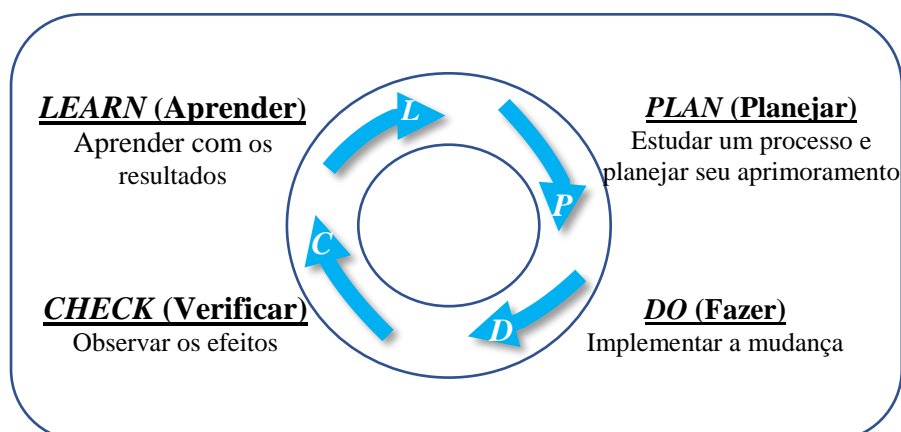 LEARN (Aprender)
Aprender com os
resultados
L
PLAN (Planejar)
Estudar um processo e
planejar seu aprimoramento
P
CHECK (Verificar)
Observar os efeitos
C
DO (Fazer)
Implementar a mudança
D